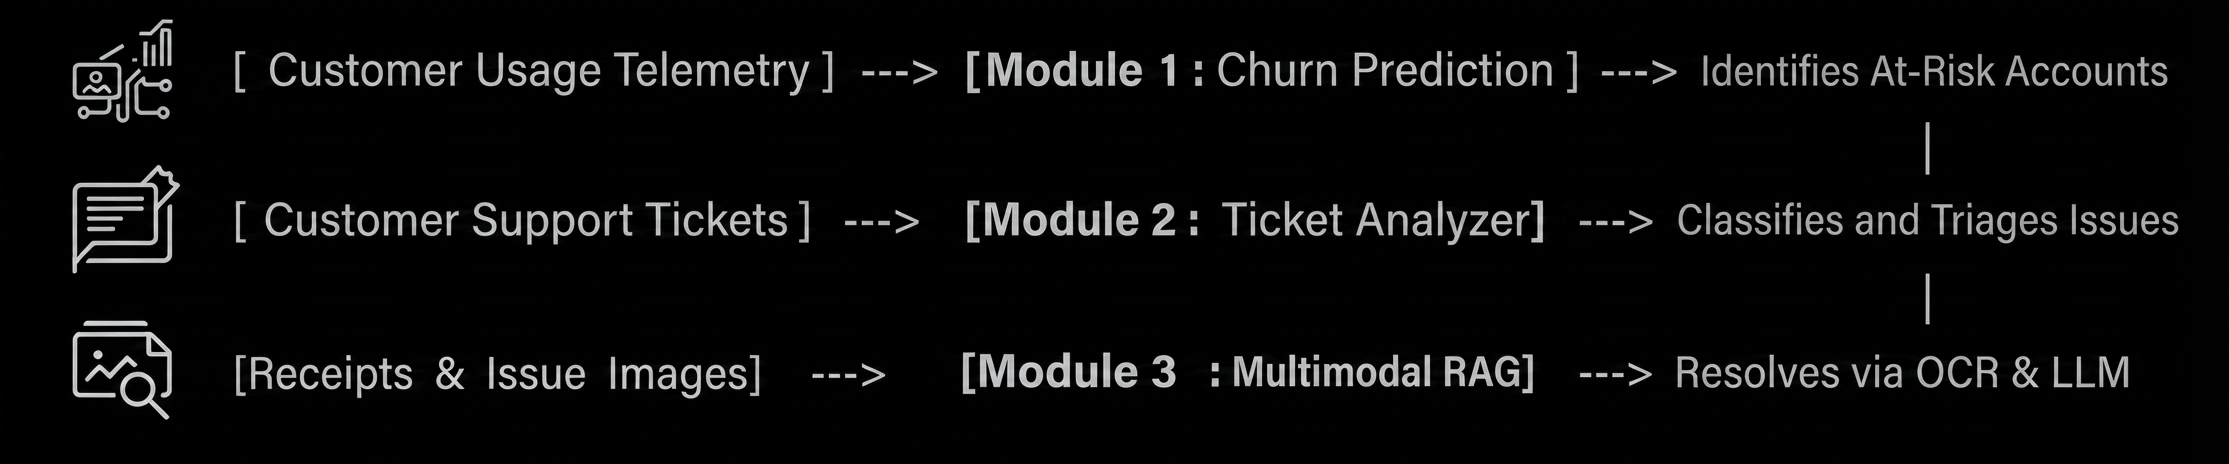 [ Customer Usage Telemetry ] ---> [Module 1 : Churn Prediction ] ---> Identifies At-Risk Accounts
|
[ Customer Support Tickets ] ---> [Module 2 : Ticket Analyzer] ---> Classifies and Triages Issues
|
[Receipts & Issue Images] ---> [Module 3 : Multimodal RAG] ---> Resolves via OCR & LLM